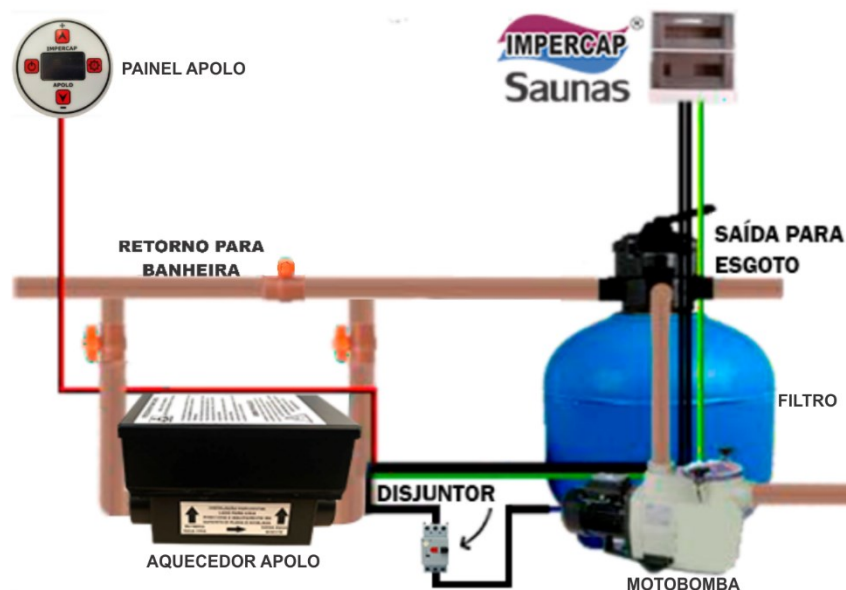 IMPERCAP
APOLO
PAINEL APOLO
IMPERCAP®
Saunas
RETORNO PARA
BANHEIRA
SAÍDA PARA
ESGOTO
FILTRO
DISJUNTOR
AQUECEDOR APOLO
MOTOBOMBA